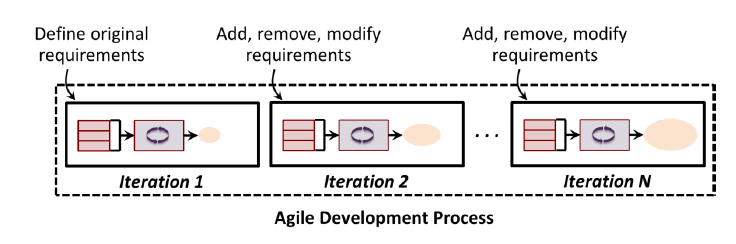 Define original
requirements
Add, remove, modify
requirements
Add, remove, modify
requirements
. . .
Iteration 1
Iteration 2
Iteration N
Agile Development Process